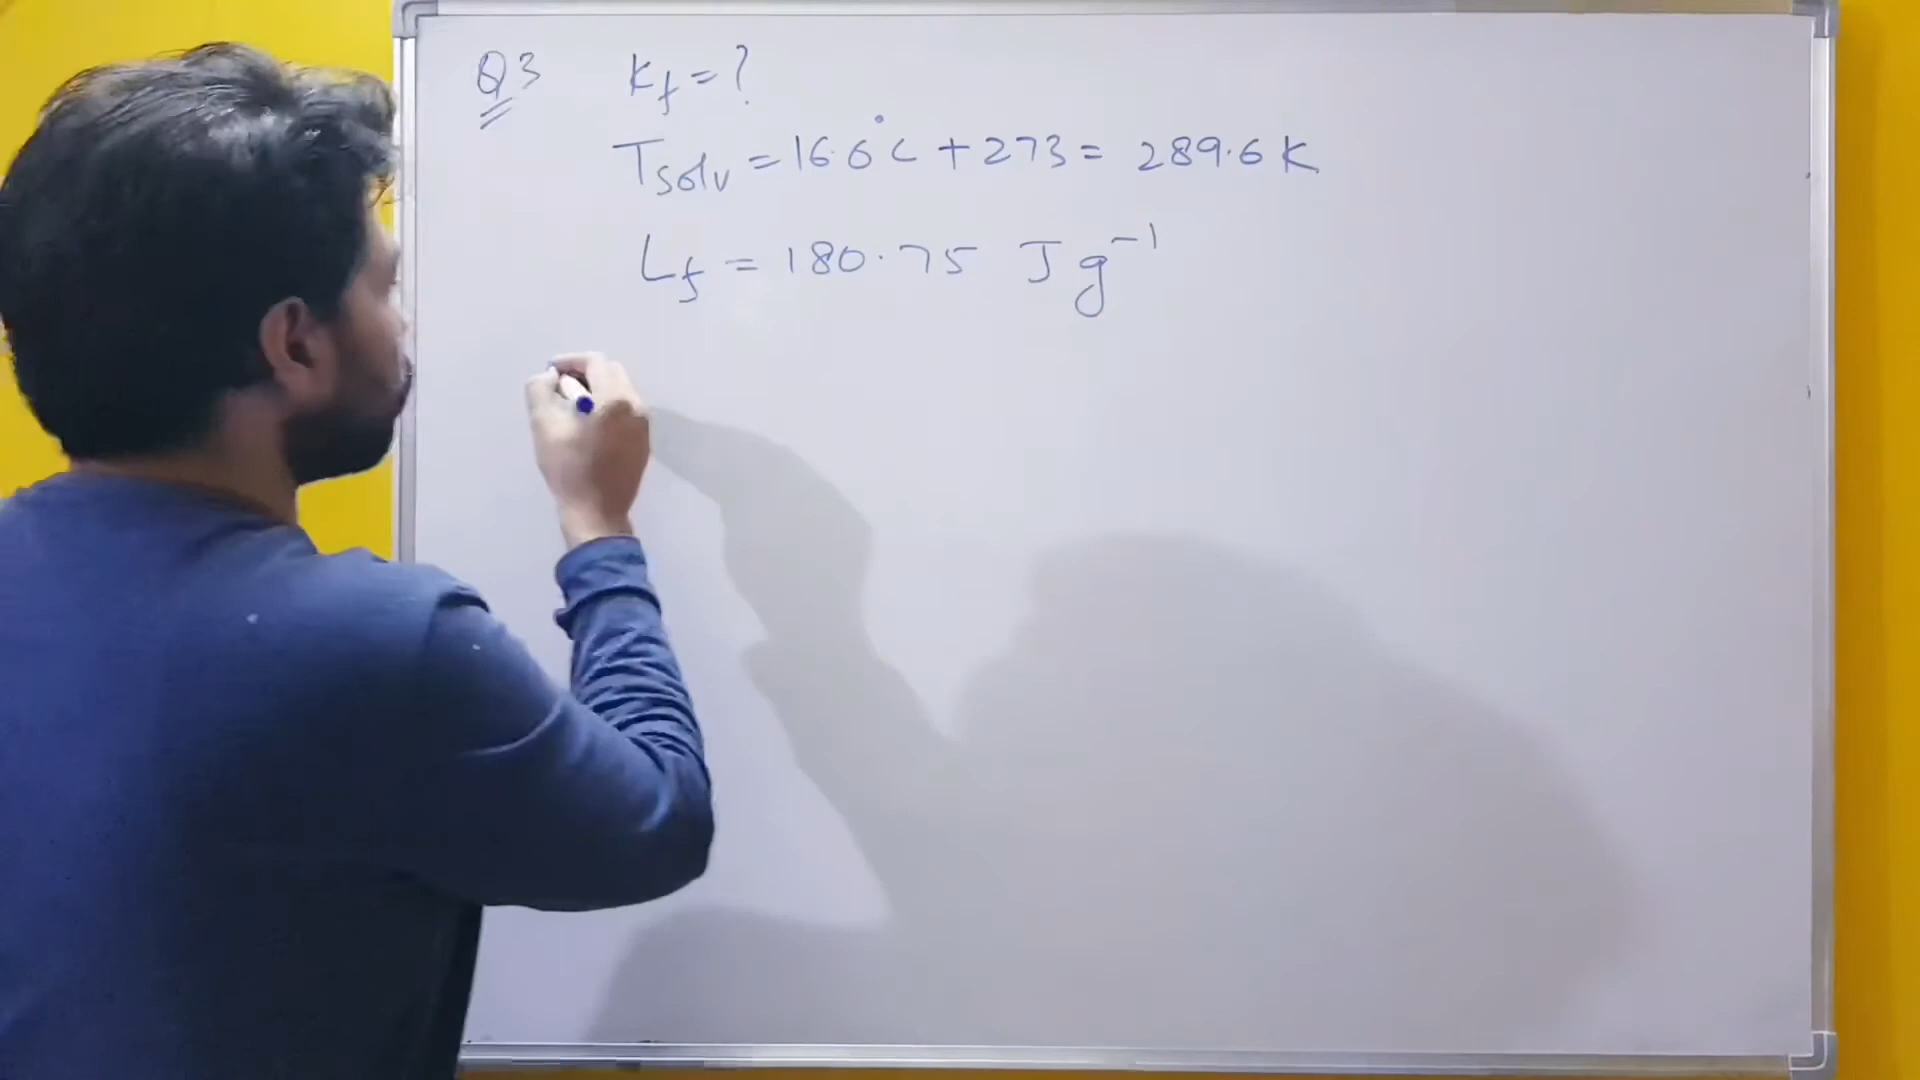 Q3 Kf = ?
Tsolv = 16.6°C + 273 = 289.6 K
Lf = 180.75 J g⁻¹